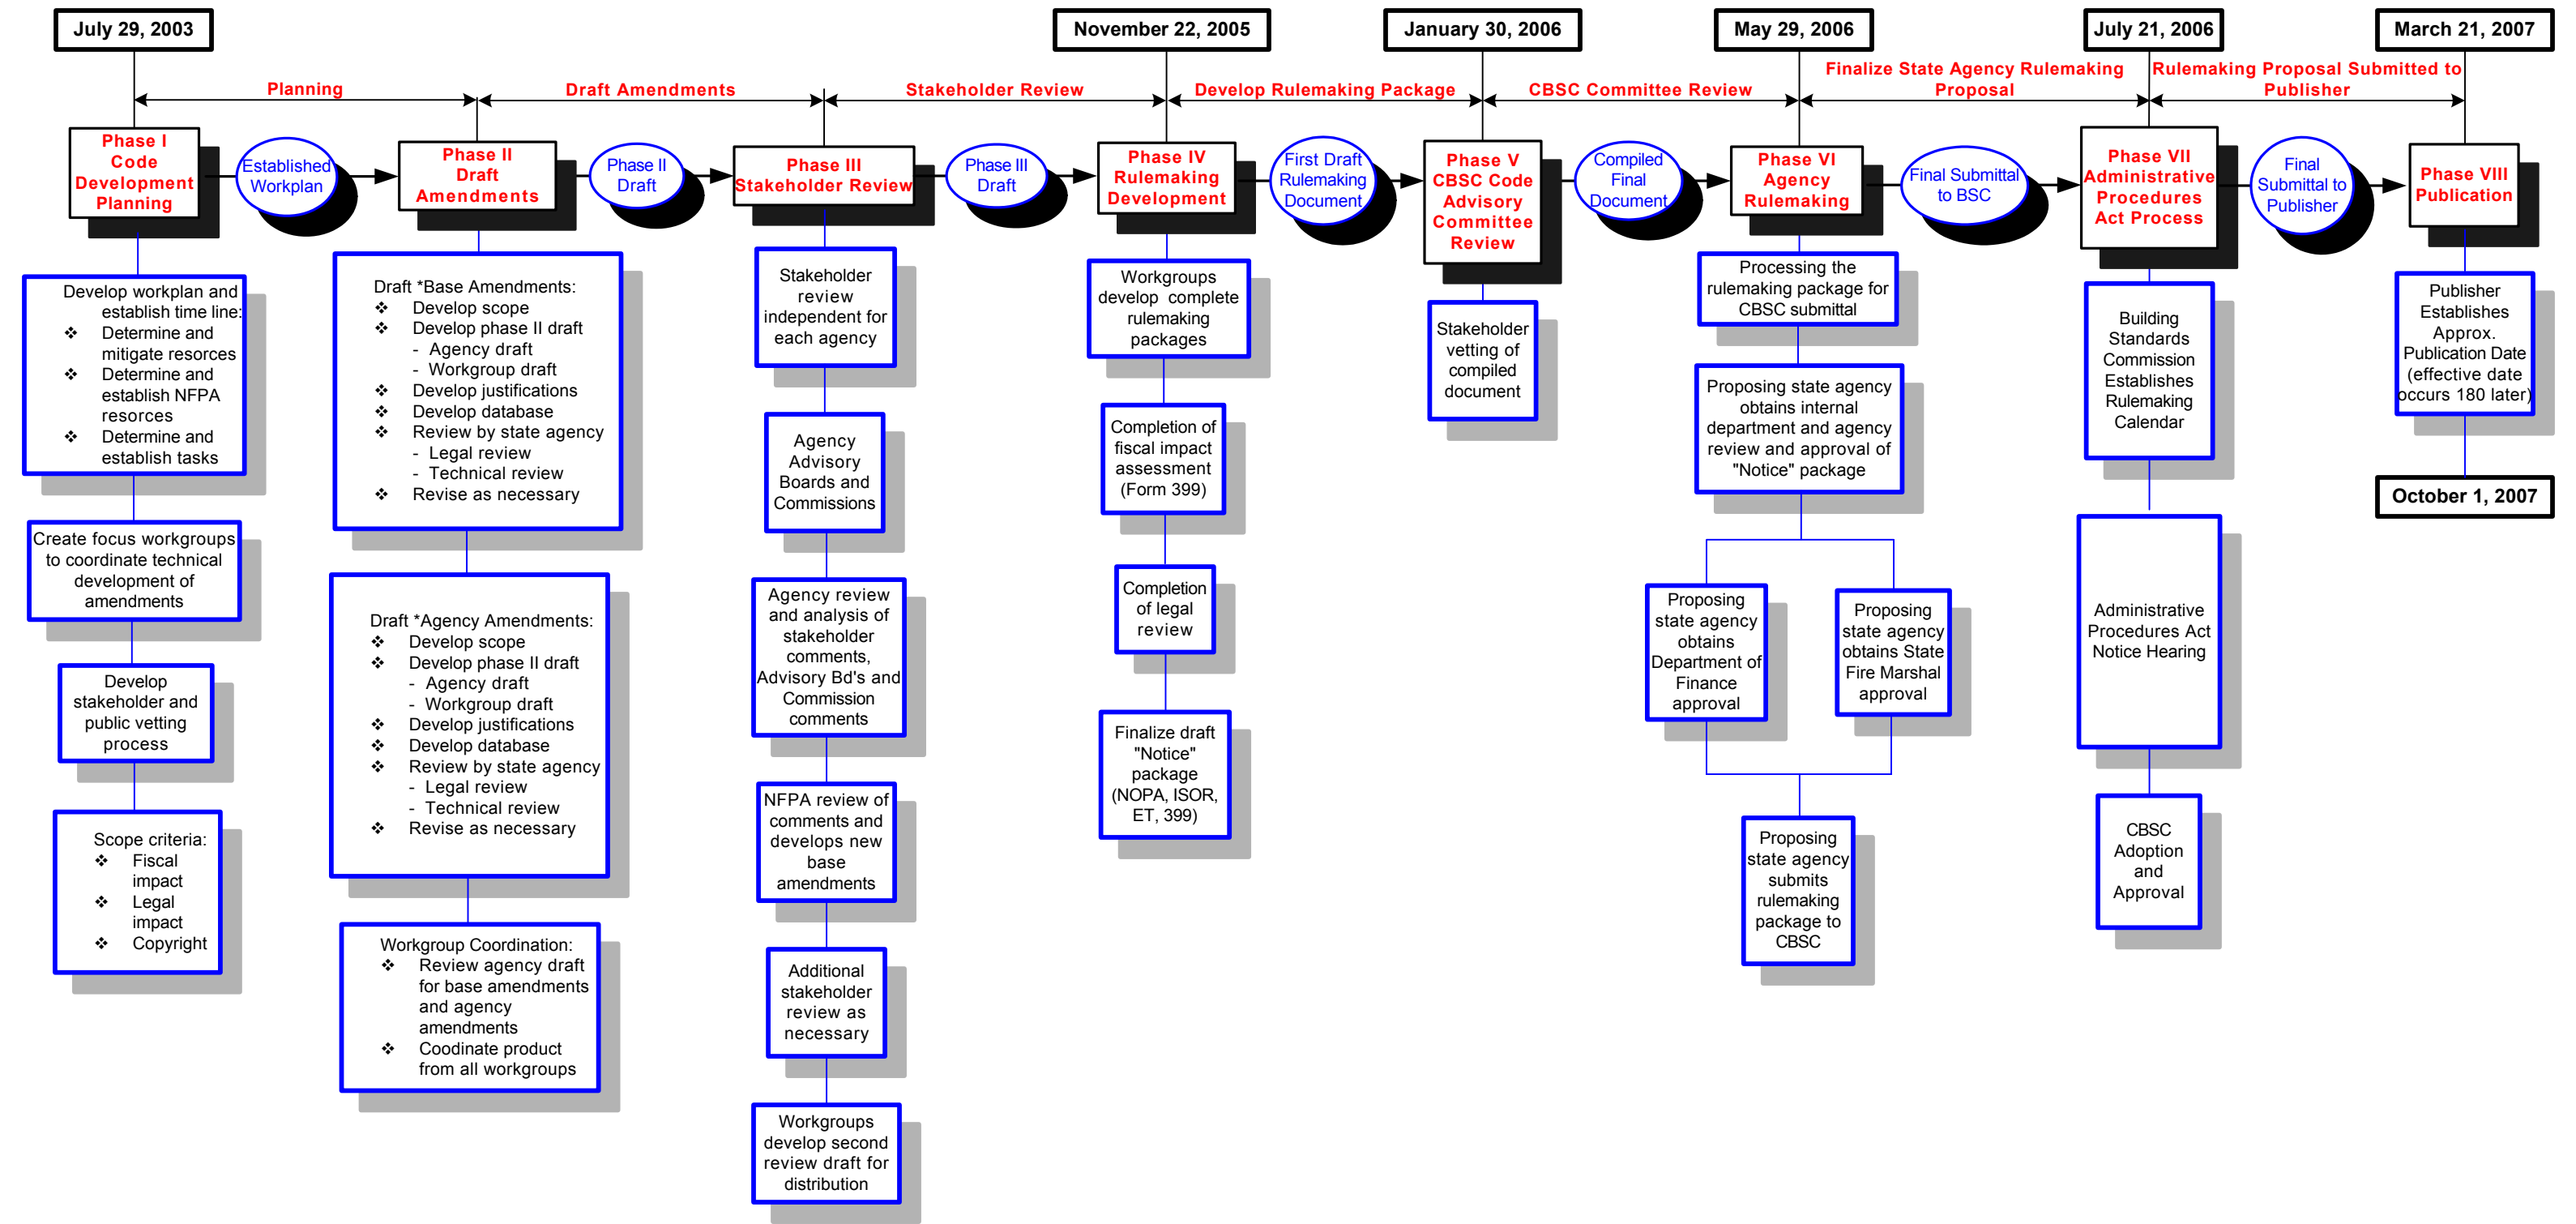 July 29, 2003
November 22, 2005
January 30, 2006
May 29, 2006
July 21, 2006
March 21, 2007
Planning
Draft Amendments
Stakeholder Review
Develop Rulemaking Package
CBSC Committee Review
Finalize State Agency Rulemaking
Proposal
Rulemaking Proposal Submitted to
Publisher
Phase I
Code
Development
Planning
Established
Workplan
Phase II
Draft
Amendments
Phase II
Draft
Phase III
Stakeholder Review
Phase III
Draft
Phase IV
Rulemaking
Development
First Draft
Rulemaking
Document
Phase V
CBSC Code
Advisory
Committee
Review
Compiled
Final
Document
Phase VI
Agency
Rulemaking
Final Submittal
to BSC
Phase VII
Administrative
Procedures
Act Process
Final
Submittal to
Publisher
Phase VIII
Publication
Develop workplan and
establish time line:
❖ Determine and
mitigate resorces
❖ Determine and
establish NFPA
resorces
❖ Determine and
establish tasks
Create focus workgroups
to coordinate technical
development of
amendments
Develop
stakeholder and
public vetting
process
Scope criteria:
❖ Fiscal
impact
❖ Legal
impact
❖ Copyright
Draft *Base Amendments:
❖ Develop scope
❖ Develop phase II draft
- Agency draft
- Workgroup draft
❖ Develop justifications
❖ Develop database
❖ Review by state agency
- Legal review
- Technical review
❖ Revise as necessary
Draft *Agency Amendments:
❖ Develop scope
❖ Develop phase II draft
- Agency draft
- Workgroup draft
❖ Develop justifications
❖ Develop database
❖ Review by state agency
- Legal review
- Technical review
❖ Revise as necessary
Workgroup Coordination:
❖ Review agency draft
for base amendments
and agency
amendments
❖ Coodinate product
from all workgroups
Stakeholder
review
independent for
each agency
Agency
Advisory
Boards and
Commissions
Agency review
and analysis of
stakeholder
comments,
Advisory Bd's and
Commission
comments
NFPA review of
comments and
develops new
base
amendments
Additional
stakeholder
review as
necessary
Workgroups
develop second
review draft for
distribution
Workgroups
develop complete
rulemaking
packages
Completion of
fiscal impact
assessment
(Form 399)
Completion
of legal
review
Finalize draft
"Notice"
package
(NOPA, ISOR,
ET, 399)
Stakeholder
vetting of
compiled
document
Processing the
rulemaking package for
CBSC submittal
Proposing state agency
obtains internal
department and agency
review and approval of
"Notice" package
Proposing
state agency
obtains
Department of
Finance
approval
Proposing
state agency
obtains State
Fire Marshal
approval
Proposing
state agency
submits
rulemaking
package to
CBSC
Building
Standards
Commission
Establishes
Rulemaking
Calendar
Administrative
Procedures Act
Notice Hearing
CBSC
Adoption
and
Approval
Publisher
Establishes
Approx.
Publication Date
(effective date
occurs 180 later)
October 1, 2007